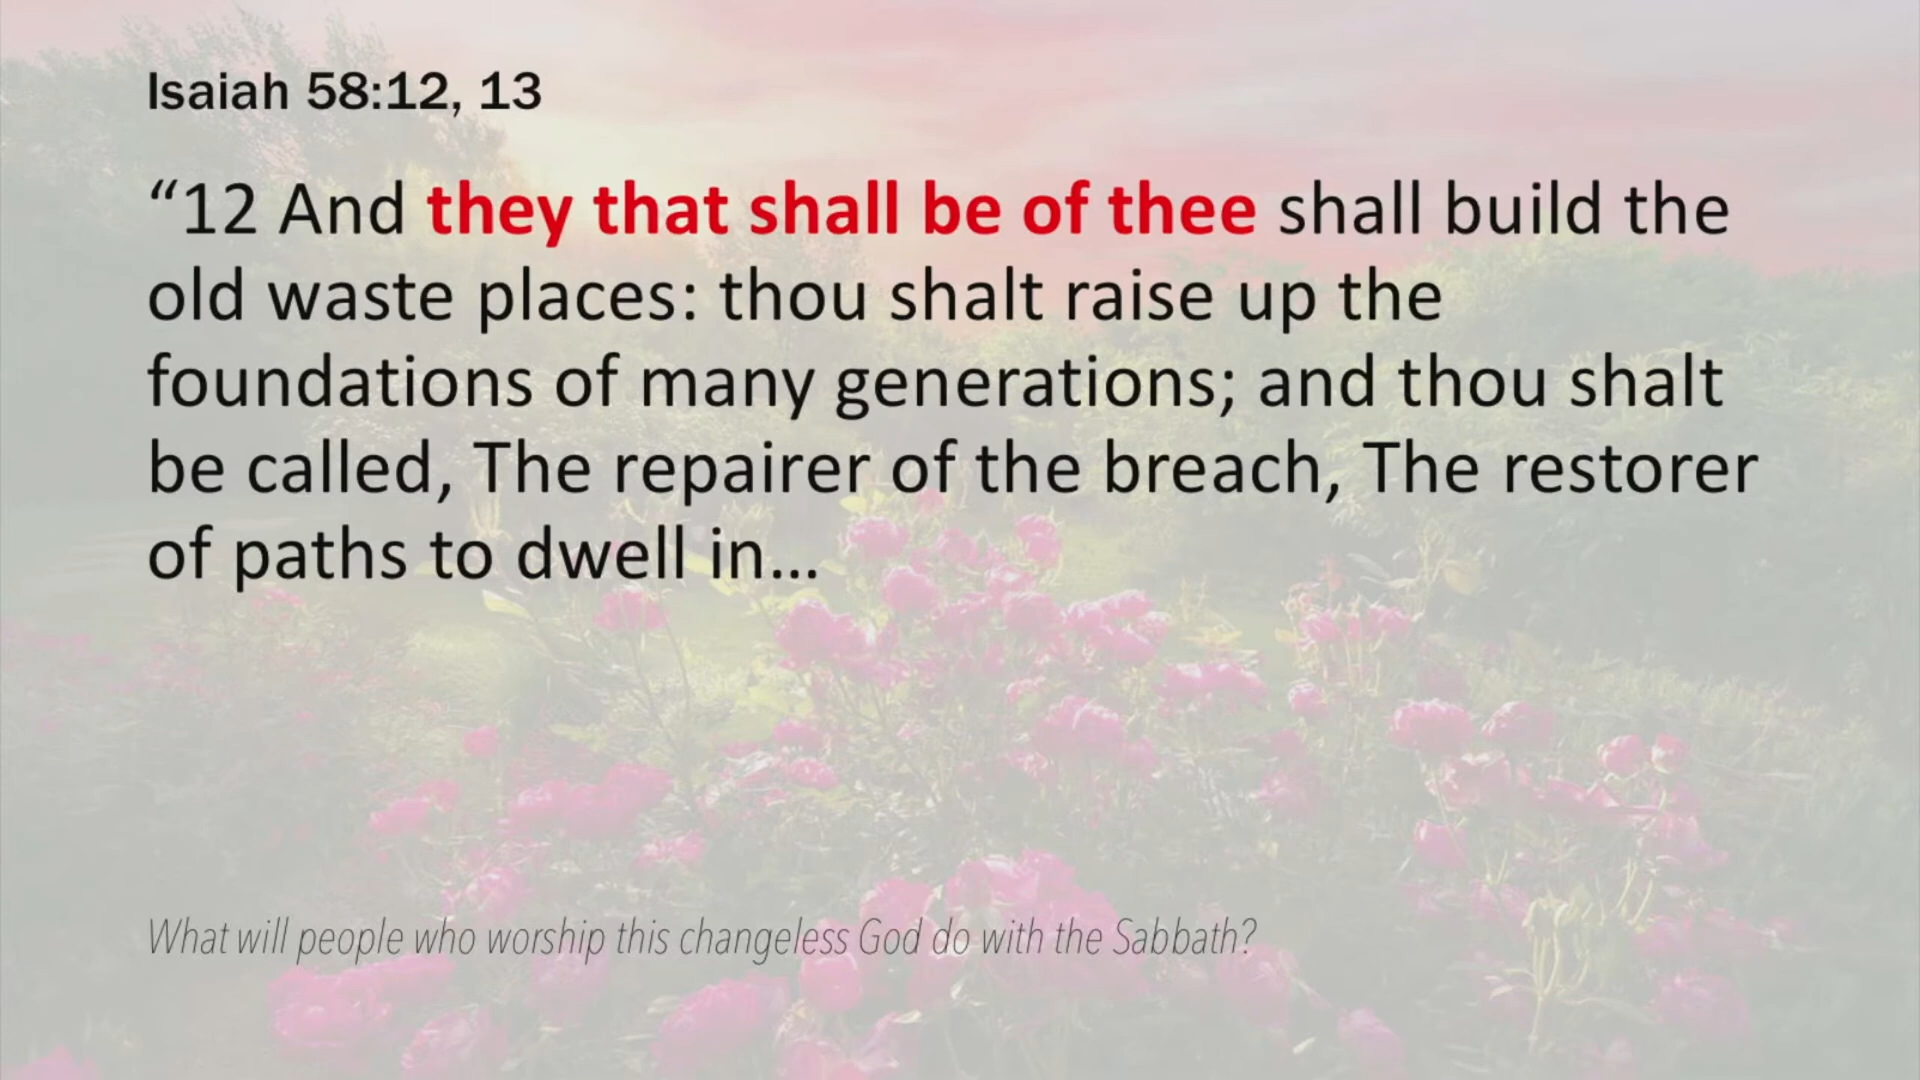 Isaiah 58:12, 13
“12 And they that shall be of thee shall build the
old waste places: thou shalt raise up the
foundations of many generations; and thou shalt
be called, The repairer of the breach, The restorer
of paths to dwell in...
What will people who worship this changeless God do with the Sabbath?